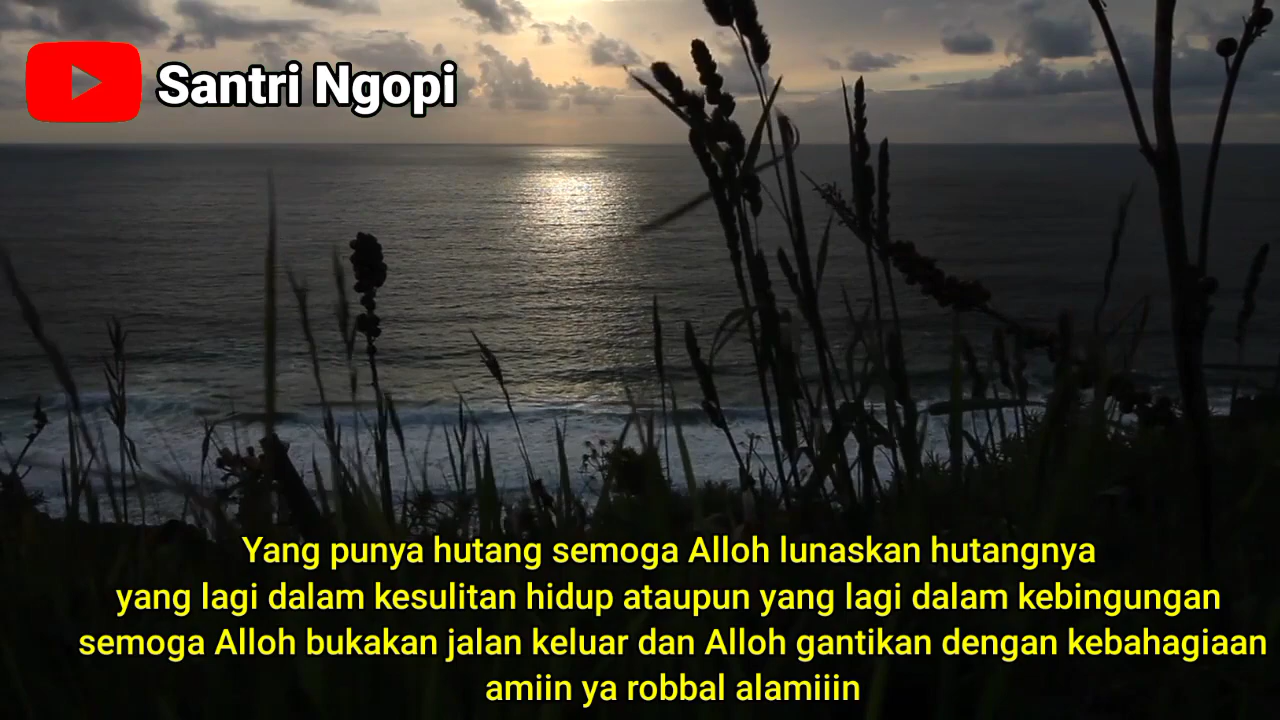 Santri Ngopi
Yang punya hutang semoga Alloh lunaskan hutangnya
yang lagi dalam kesulitan hidup ataupun yang lagi dalam kebingungan
semoga Alloh bukakan jalan keluar dan Alloh gantikan dengan kebahagiaan
amiin ya robbal alamiiin